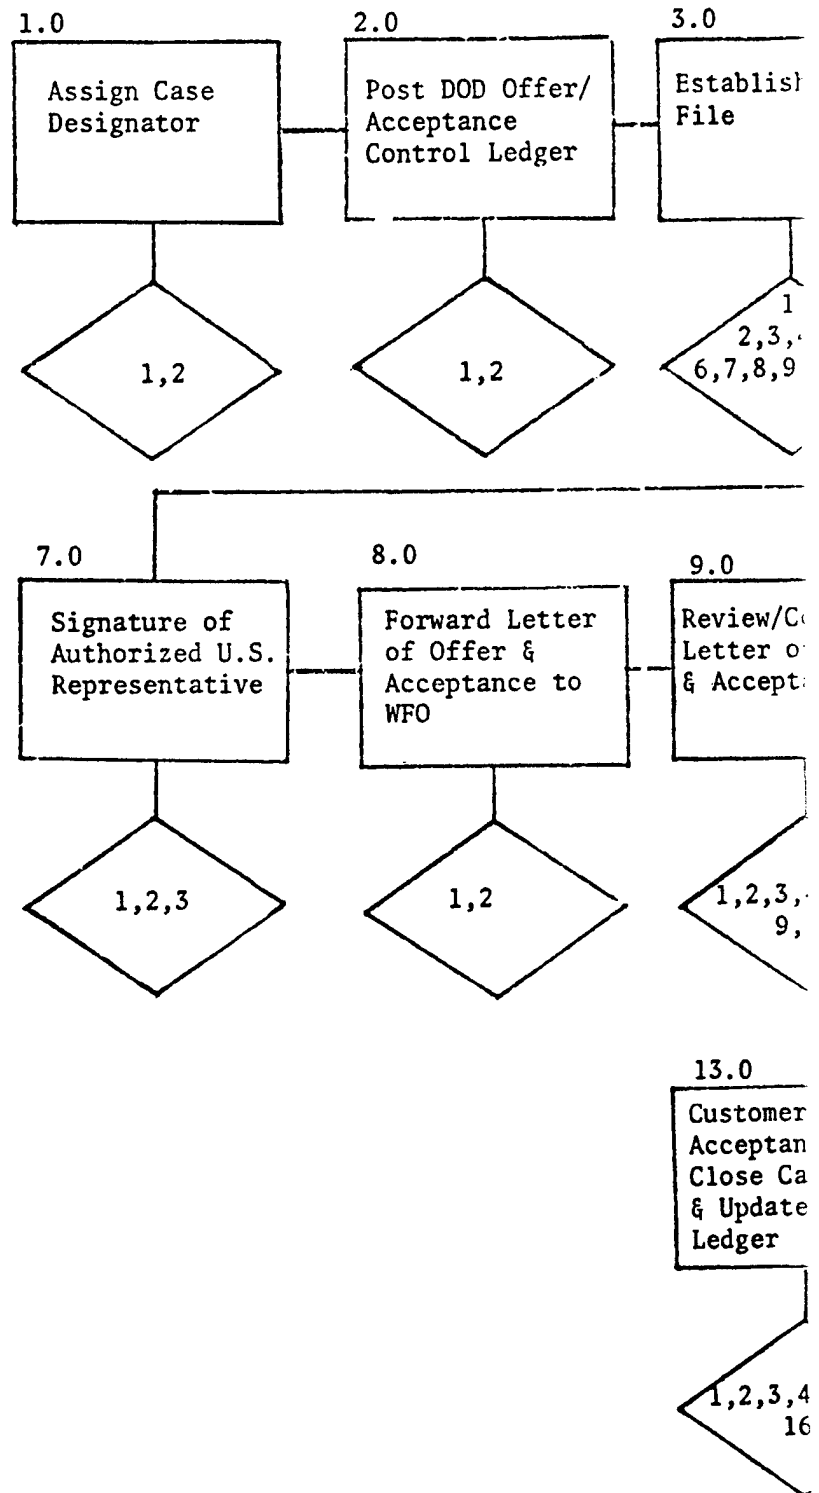 1.0
Assign Case
Designator
1,2
2.0
Post DOD Offer/
Acceptance
Control Ledger
1,2
3.0
File
1
2,3,
6,7,8,9
7.0
Signature of
Authorized U.S.
Representative
1,2,3
8.0
Forward Letter
of Offer &
Acceptance to
WFO
1,2
9.0
Letter
&
1,2,3,
9,
13.0
Customer
Close
& Update
Ledger
1,2,3,4
16